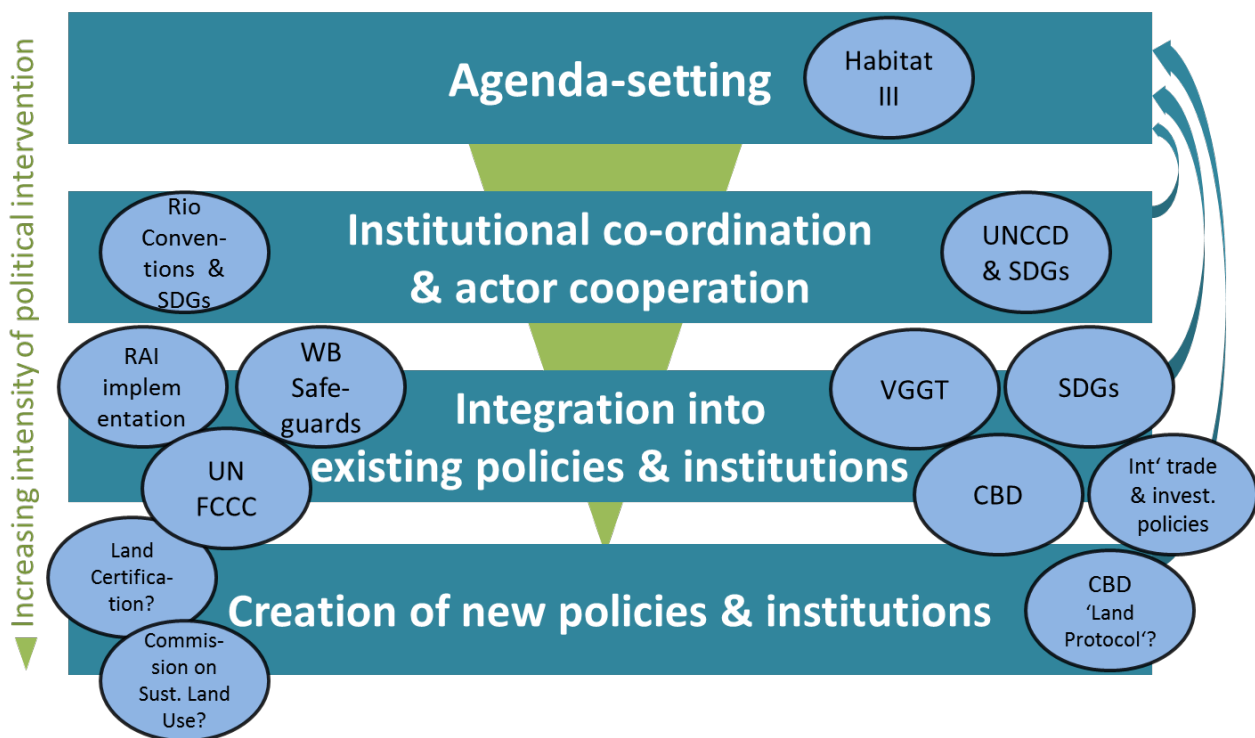 Increasing intensity of political intervention
Agenda-setting
Habitat
III
Institutional co-ordination
& actor cooperation
Rio
Conven-
tions & 
SDGs
UNCCD
& SDGs
Integration into
existing policies & institutions
RAI
implem
entation
WB
Safe-
guards
UN
FCCC
VGGT
SDGs
CBD
Int‘ trade
& invest.
policies
Creation of new policies & institutions
Land
Certifica-
tion?
Commis-
sion on
Sust. Land
Use?
CBD
‘Land
Protocol‘?